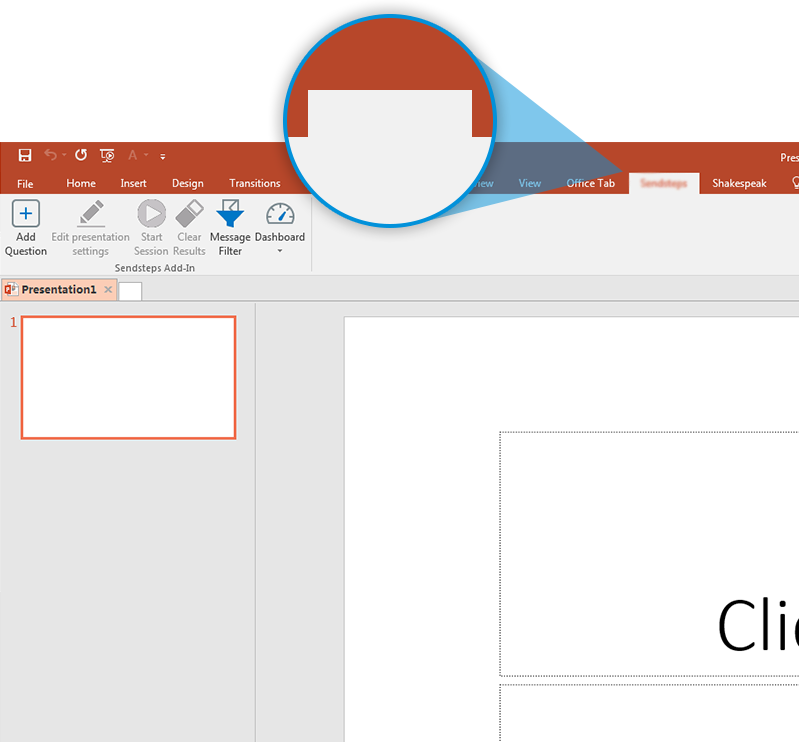 Pres
File Home Insert Design Transitions View Office Tab Sendsteps Shakespeak
Add Question
Edit presentation settings
Start Session
Clear Results
Message Filter
Dashboard
Sendsteps Add-In
Presentation1
1
Clic